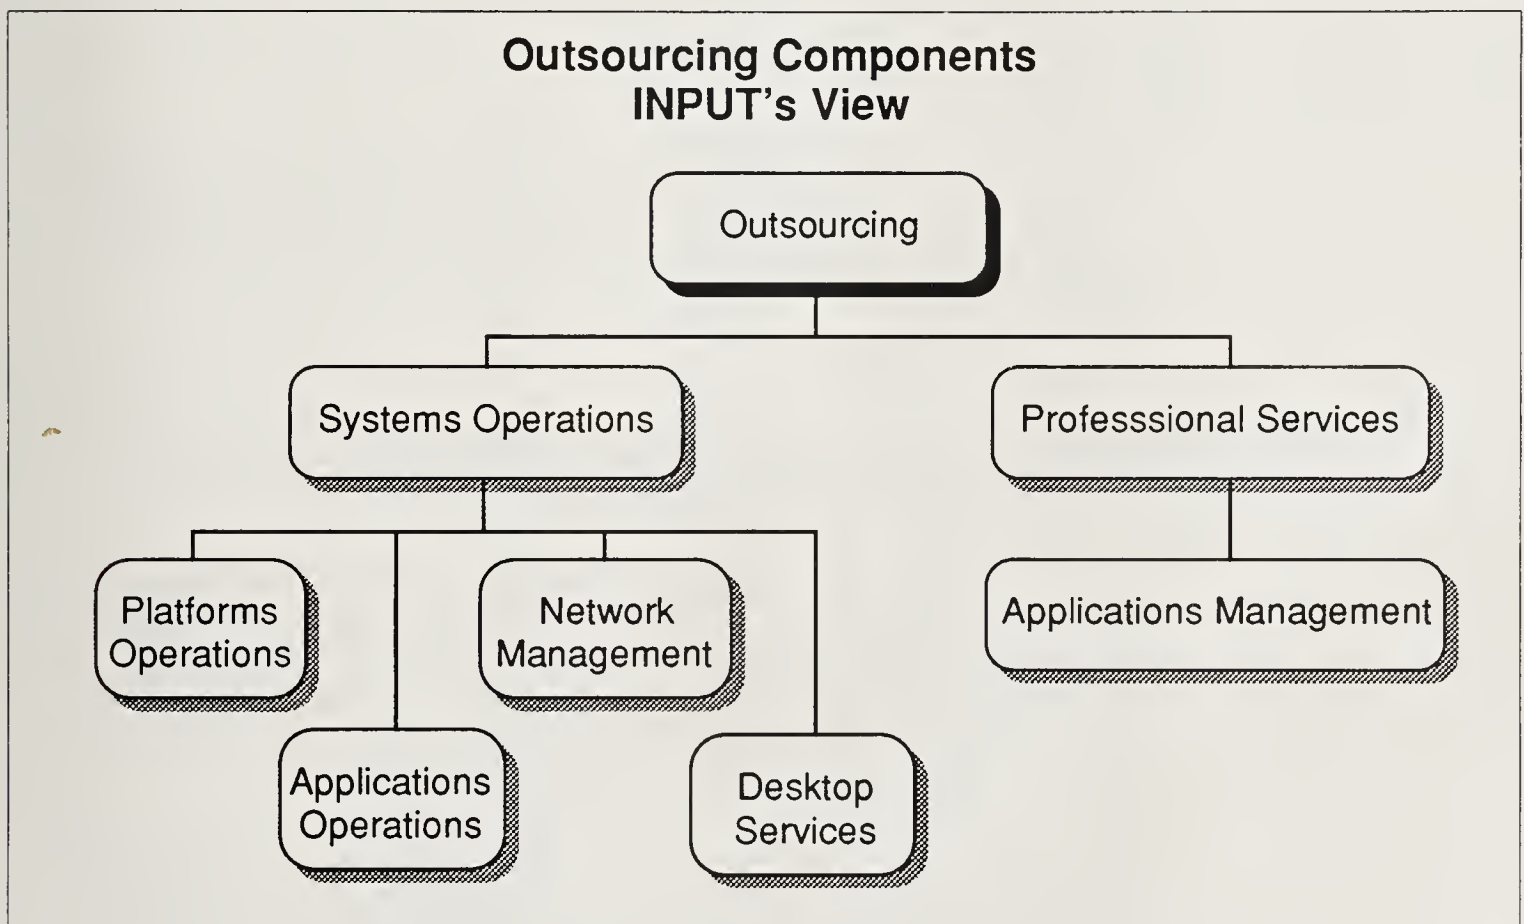 Outsourcing Components
INPUT's View
Outsourcing
Systems Operations
Professsional Services
Platforms
Operations
Network
Management
Applications Management
Applications
Operations
Desktop
Services